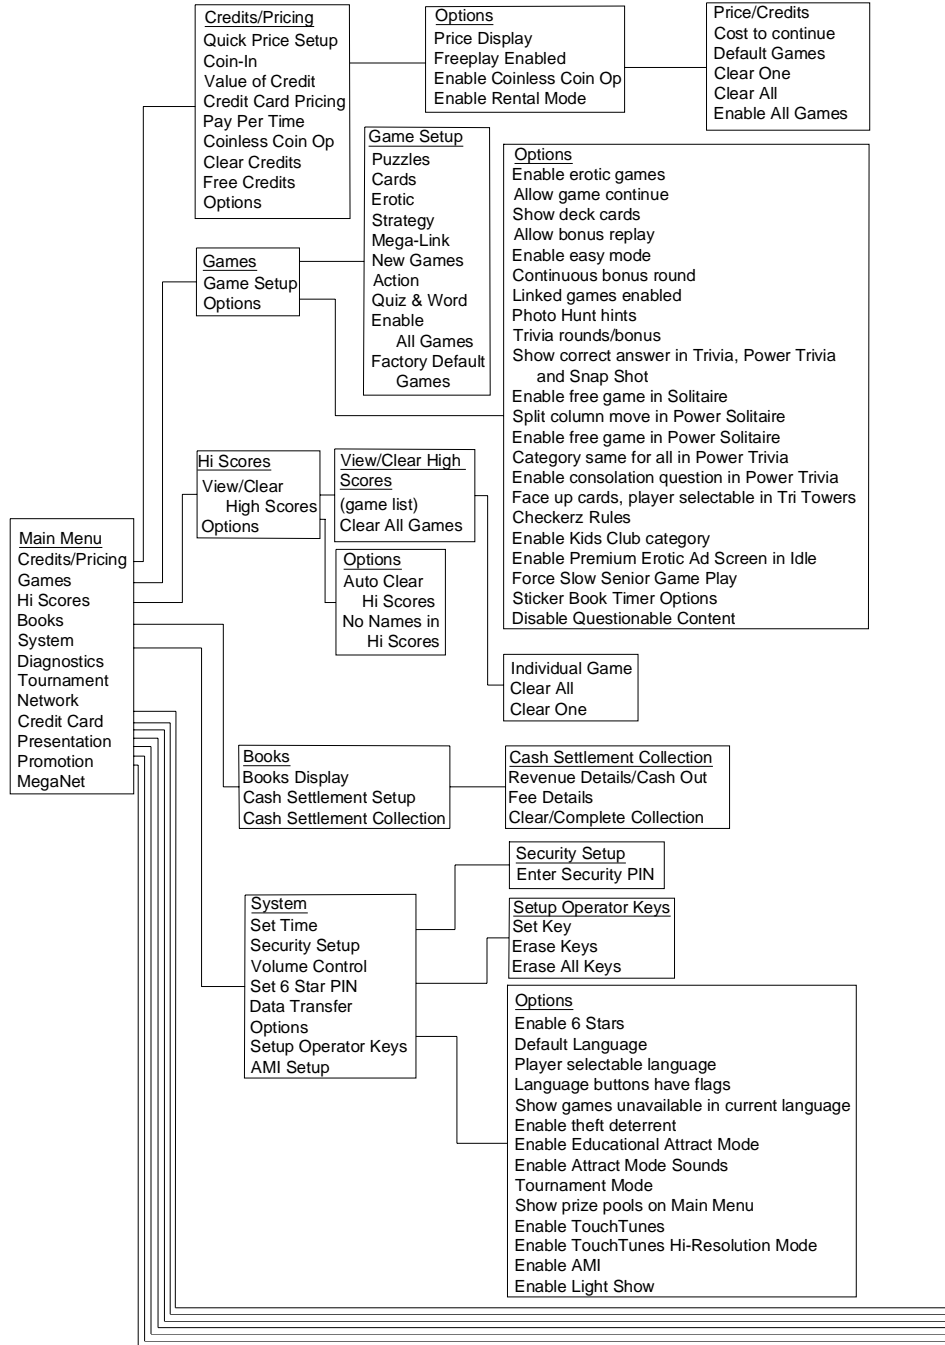 Credits/Pricing
Quick Price Setup
Coin-In
Value of Credit
Credit Card Pricing
Pay Per Time
Coinless Coin Op
Clear Credits
Free Credits
Options
Options
Price Display
Freeplay Enabled
Enable Coinless Coin Op
Enable Rental Mode
Price/Credits
Cost to continue
Default Games
Clear One
Clear All
Enable All Games
Games
Game Setup
Options
Game Setup
Puzzles
Cards
Erotic
Strategy
Mega-Link
New Games
Action
Quiz & Word
Enable
All Games
Factory Default
Games
Options
Enable erotic games
Allow game continue
Show deck cards
Allow bonus replay
Enable easy mode
Continuous bonus round
Linked games enabled
Photo Hunt hints
Trivia rounds/bonus
Show correct answer in Trivia, Power Trivia
and Snap Shot
Enable free game in Solitaire
Split column move in Power Solitaire
Enable free game in Power Solitaire
Category same for all in Power Trivia
Enable consolation question in Power Trivia
Face up cards, player selectable in Tri Towers
Checkerz Rules
Enable Kids Club category
Enable Premium Erotic Ad Screen in Idle
Force Slow Senior Game Play
Sticker Book Timer Options
Disable Questionable Content
Hi Scores
View/Clear
High Scores
Options
View/Clear High
Scores
(game list)
Clear All Games
Options
Auto Clear
Hi Scores
No Names in
Hi Scores
Individual Game
Clear All
Clear One
Main Menu
Credits/Pricing
Games
Hi Scores
Books
System
Diagnostics
Tournament
Network
Credit Card
Presentation
Promotion
MegaNet
Books
Books Display
Cash Settlement Setup
Cash Settlement Collection
Cash Settlement Collection
Revenue Details/Cash Out
Fee Details
Clear/Complete Collection
System
Set Time
Security Setup
Volume Control
Set 6 Star PIN
Data Transfer
Options
Setup Operator Keys
AMI Setup
Security Setup
Enter Security PIN
Setup Operator Keys
Set Key
Erase Keys
Erase All Keys
Options
Enable 6 Stars
Default Language
Player selectable language
Language buttons have flags
Show games unavailable in current language
Enable theft deterrent
Enable Educational Attract Mode
Enable Attract Mode Sounds
Tournament Mode
Show prize pools on Main Menu
Enable TouchTunes
Enable TouchTunes Hi-Resolution Mode
Enable AMI
Enable Light Show